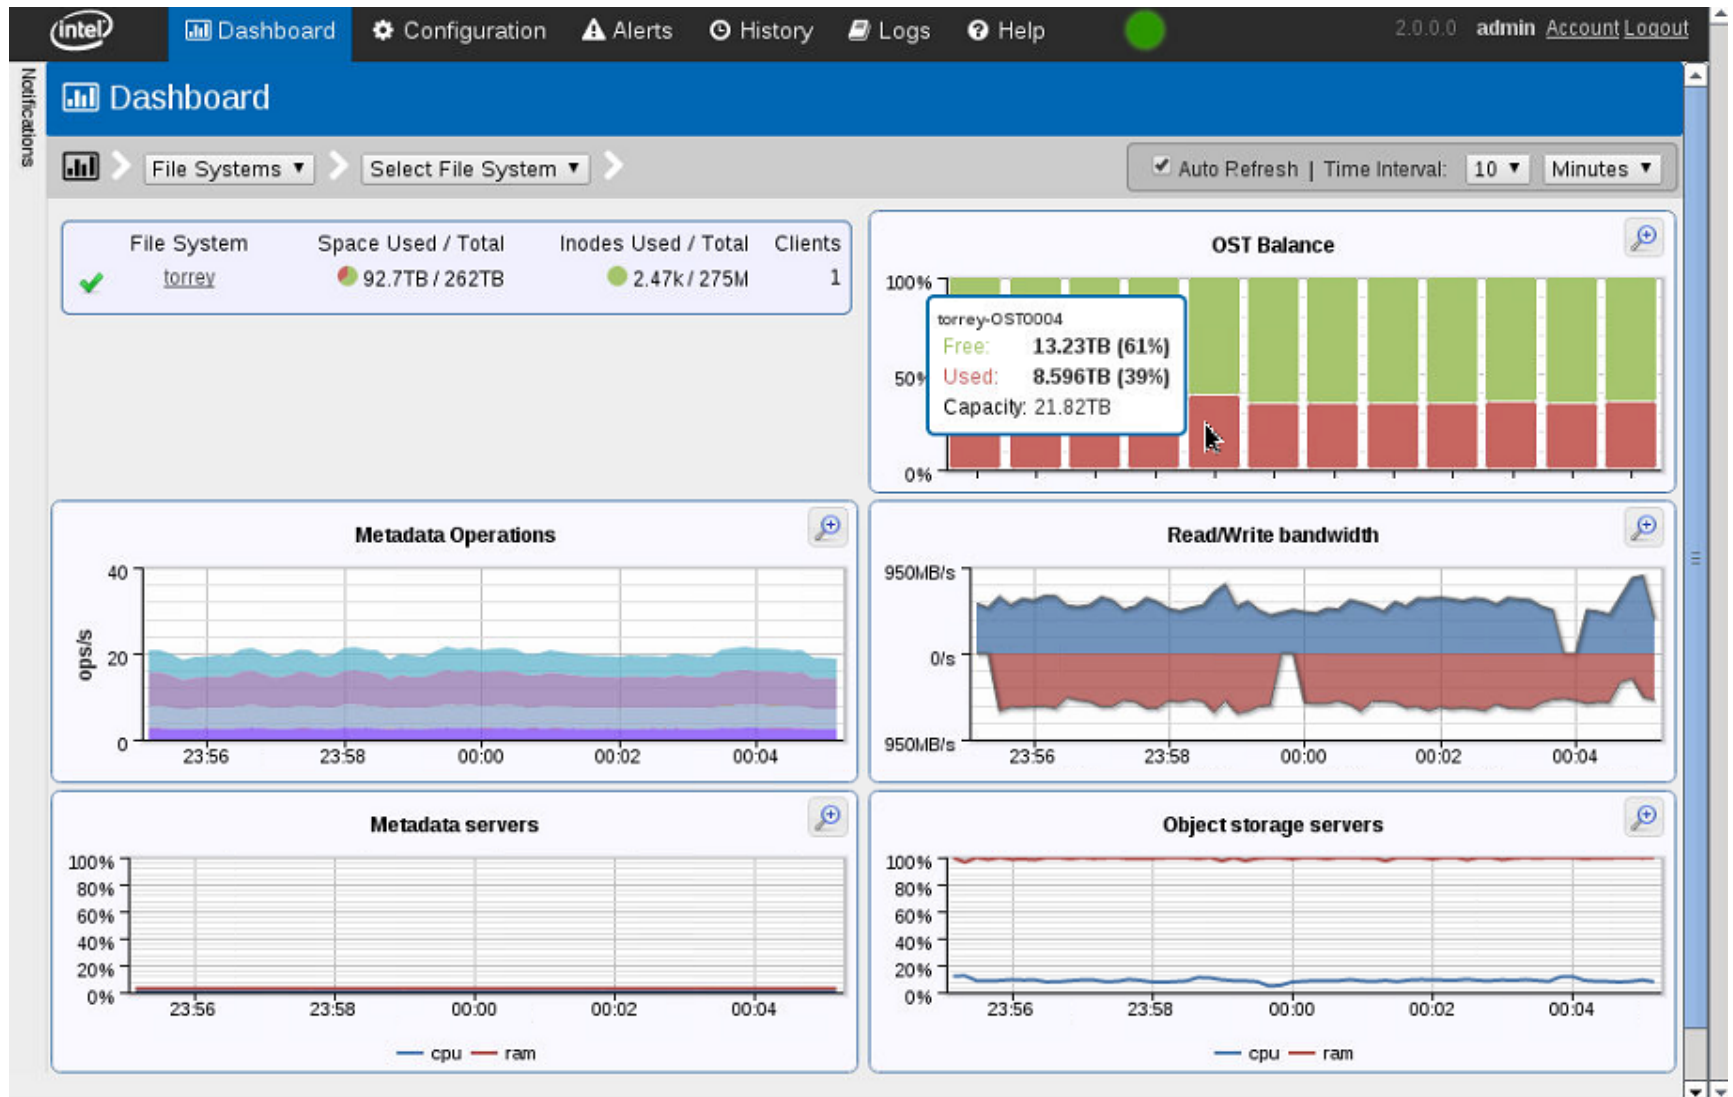 intel Dashboard Configuration Alerts History Logs Help 2.0.0.0 admin Account Logout
Notifications
Dashboard
File Systems ▼ Select File System ▼ Auto Refresh | Time Interval: 10 ▼ Minutes ▼
File System Space Used / Total Inodes Used / Total Clients
torrey 92.7TB / 262TB 2.47k / 275M 1
OST Balance
100%
50%
0%
torrey-OST0004
Free: 13.23TB (61%)
Used: 8.596TB (39%)
Capacity: 21.82TB
Metadata Operations
ops/s
40
20
0
23:56 23:58 00:00 00:02 00:04
Read/Write bandwidth
950MB/s
0/s
950MB/s
23:56 23:58 00:00 00:02 00:04
Metadata servers
100%
80%
60%
40%
20%
0%
23:56 23:58 00:00 00:02 00:04
cpu ram
Object storage servers
100%
80%
60%
40%
20%
0%
23:56 23:58 00:00 00:02 00:04
cpu ram